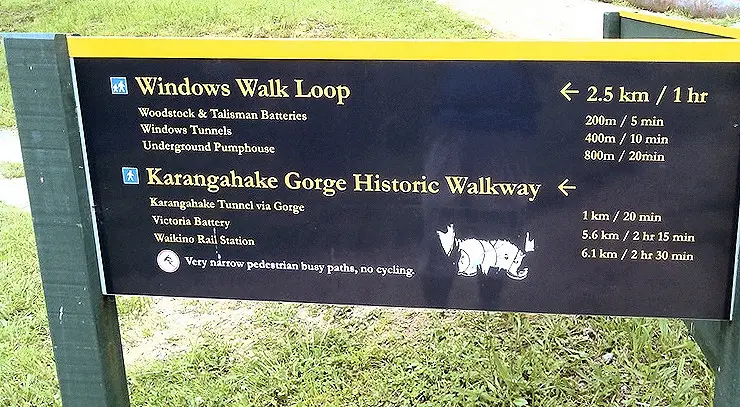 Windows Walk Loop ← 2.5 km / 1 hr
Woodstock & Talisman Batteries 200m / 5 min
Windows Tunnels 400m / 10 min
Underground Pumphouse 800m / 20min
Karangahake Gorge Historic Walkway ←
Karangahake Tunnel via Gorge 1 km / 20 min
Victoria Battery 5.6 km / 2 hr 15 min
Waikino Rail Station 6.1 km / 2 hr 30 min
Very narrow pedestrian busy paths, no cycling.